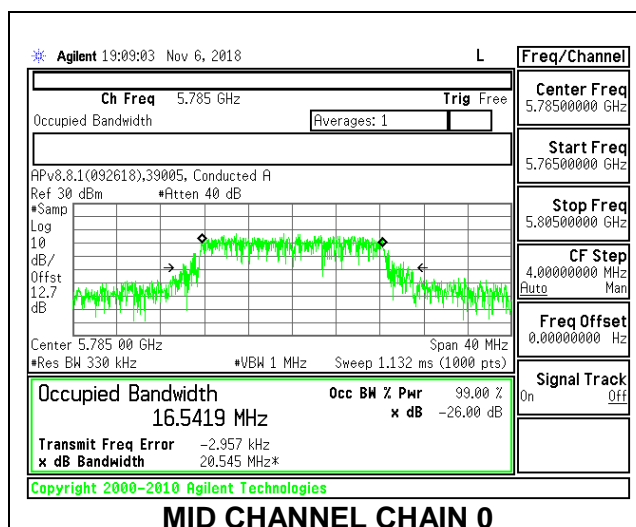 Agilent 19:09:03 Nov 6, 2018 L Freq/Channel
Ch Freq 5.785 GHz Trig Free
Occupied Bandwidth Averages: 1
Center Freq
5.78500000 GHz
Start Freq
5.76500000 GHz
Stop Freq
5.80500000 GHz
CF Step
4.00000000 MHz
Auto Man
Freq Offset
0.00000000 Hz
Signal Track
On Off
APv8.8.1(092618),39005, Conducted A
Ref 30 dBm #Atten 40 dB
#Samp
Log
10
dB/
Offst
12.7
dB
Center 5.785 00 GHz Span 40 MHz
#Res BW 330 kHz #VBW 1 MHz Sweep 1.132 ms (1000 pts)
Occupied Bandwidth Occ BW % Pwr 99.00 %
16.5419 MHz x dB -26.00 dB
Transmit Freq Error -2.957 kHz
x dB Bandwidth 20.545 MHz*
Copyright 2000-2010 Agilent Technologies
MID CHANNEL CHAIN 0